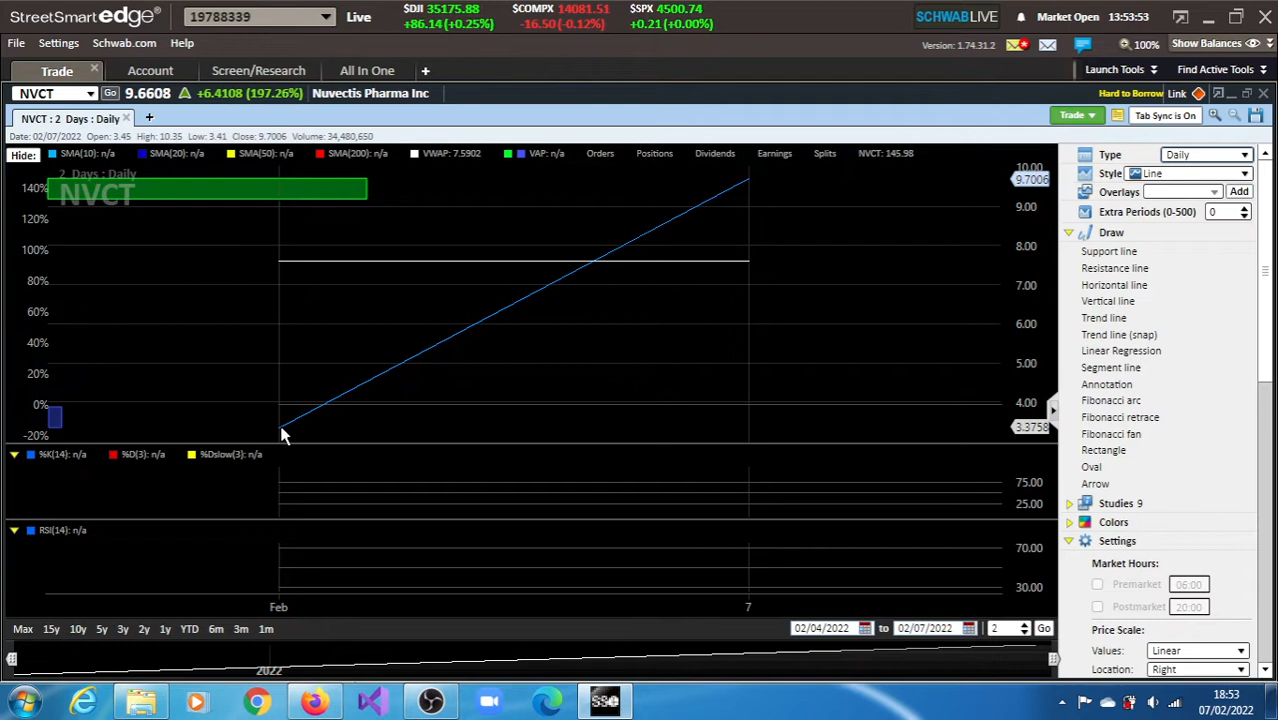 StreetSmart edge®
19788339
Live
$DJI 35175.88
+86.14 (+0.25%)
$COMPX 14081.51
-16.50 (-0.12%)
$SPX 4500.74
+0.21 (+0.00%)
SCHWABLIVE
Market Open
13:53:53
File Settings Schwab.com Help
Version: 1.74.31.2
100%
Show Balances
Trade Account Screen/Research All In One +
Launch Tools
Find Active Tools
NVCT Go 9.6608 +6.4108 (197.26%) Nuvectis Pharma Inc
Hard to Borrow Link
NVCT : 2 Days : Daily
Trade
Tab Sync is On
Date: 02/07/2022 Open: 3.45 High: 10.35 Low: 3.41 Close: 9.7006 Volume: 34,480,650
Hide: SMA(10): n/a SMA(20): n/a SMA(50): n/a SMA(200): n/a VWAP: 7.5902 VAP: n/a Orders Positions Dividends Earnings Splits NVCT: 145.98
2 Days : Daily
NVCT
140%
120%
100%
80%
60%
40%
20%
0%
-20%
10.00
9.7006
9.00
8.00
7.00
6.00
5.00
4.00
3.3758
%K(14): n/a %D(3): n/a %Dslow(3): n/a
75.00
25.00
RSI(14): n/a
70.00
30.00
Feb 7
Max 15y 10y 5y 3y 2y 1y YTD 6m 3m 1m
02/04/2022 to 02/07/2022 2 Go
2022
Type Daily
Style Line
Overlays Add
Extra Periods (0-500) 0
Draw
Support line
Resistance line
Horizontal line
Vertical line
Trend line
Trend line (snap)
Linear Regression
Segment line
Annotation
Fibonacci arc
Fibonacci retrace
Fibonacci fan
Rectangle
Oval
Arrow
Studies 9
Colors
Settings
Market Hours:
Premarket 06:00
Postmarket 20:00
Price Scale:
Values: Linear
Location: Right
SSe
18:53
07/02/2022